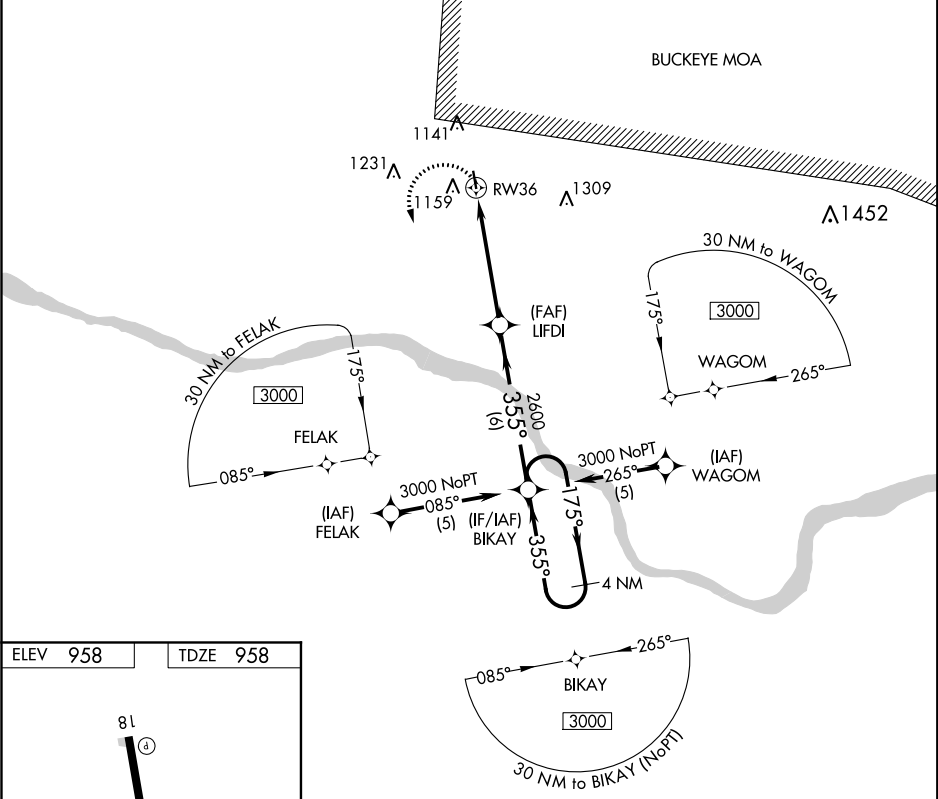 BUCKEYE MOA
1141
1231
1159
RW36
1309
1452
30 NM to WAGOM
175°
3000
WAGOM
265°
(FAF)
LIFDI
30 NM to FELAK
175°
3000
FELAK
085°
355°
(6)
2600
3000 NoPT
265°
(5)
(IAF)
WAGOM
3000 NoPT
085°
(5)
(IAF)
FELAK
(IF/IAF)
BIKAY
175°
355°
4 NM
085°
265°
BIKAY
3000
30 NM to BIKAY (NoPT)
ELEV 958
TDZE 958
18
P